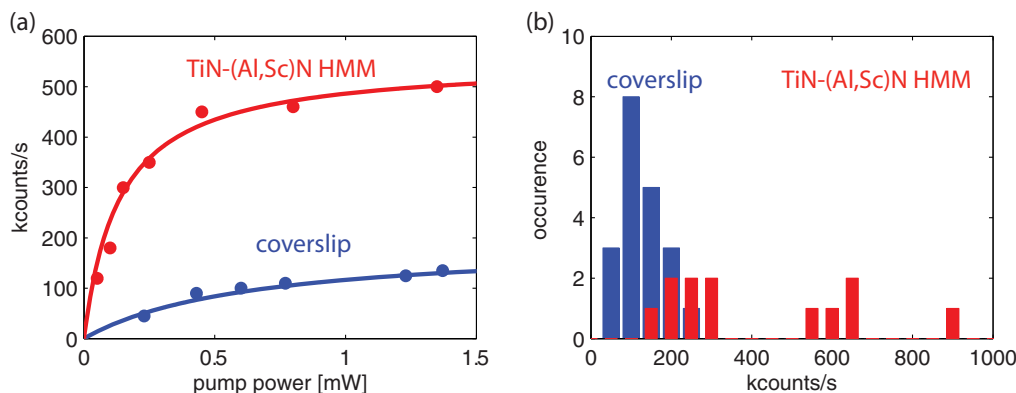 (a)
600
500
400
300
200
100
0
kcounts/s
TiN-(Al,Sc)N HMM
coverslip
0 0.5 1 1.5
pump power [mW]
(b)
10
8
6
4
2
0
occurence
coverslip TiN-(Al,Sc)N HMM
0 200 400 600 800 1000
kcounts/s